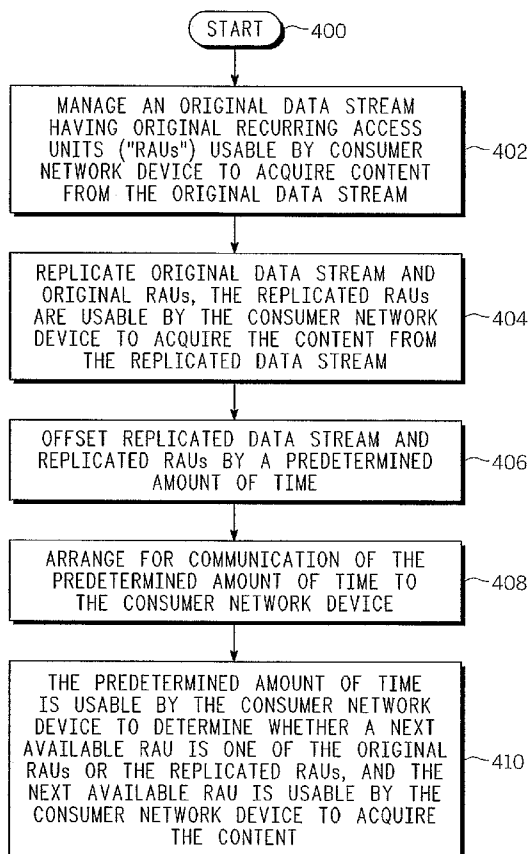 START
400
MANAGE AN ORIGINAL DATA STREAM
HAVING ORIGINAL RECURRING ACCESS
UNITS ("RAUs") USABLE BY CONSUMER
NETWORK DEVICE TO ACQUIRE CONTENT
FROM THE ORIGINAL DATA STREAM
402
REPLICATE ORIGINAL DATA STREAM AND
ORIGINAL RAUs, THE REPLICATED RAUs
ARE USABLE BY THE CONSUMER NETWORK
DEVICE TO ACQUIRE THE CONTENT FROM
THE REPLICATED DATA STREAM
404
OFFSET REPLICATED DATA STREAM AND
REPLICATED RAUs BY A PREDETERMINED
AMOUNT OF TIME
406
ARRANGE FOR COMMUNICATION OF THE
PREDETERMINED AMOUNT OF TIME TO
THE CONSUMER NETWORK DEVICE
408
THE PREDETERMINED AMOUNT OF TIME
IS USABLE BY THE CONSUMER NETWORK
DEVICE TO DETERMINE WHETHER A NEXT
AVAILABLE RAU IS ONE OF THE ORIGINAL
RAUs OR THE REPLICATED RAUs, AND THE
NEXT AVAILABLE RAU IS USABLE BY THE
CONSUMER NETWORK DEVICE TO ACQUIRE
THE CONTENT
410